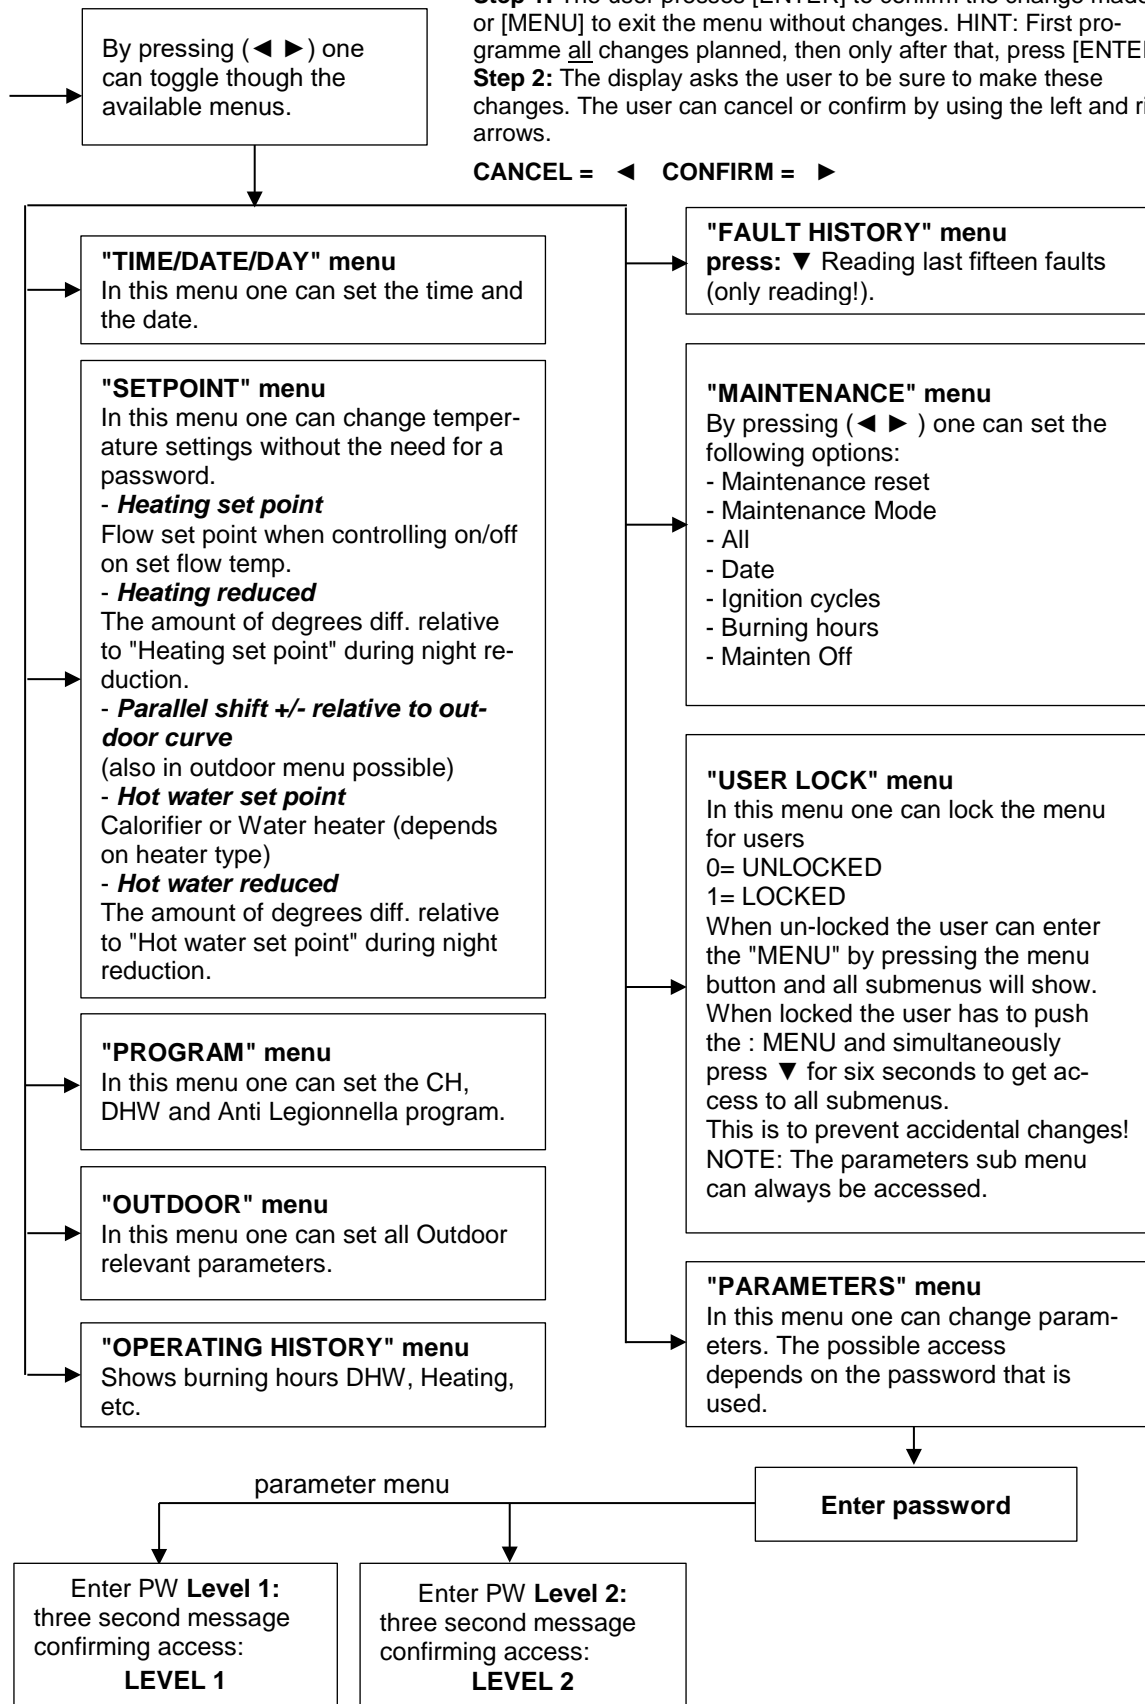 By pressing (◄ ►) one
can toggle though the
available menus.
or [MENU] to exit the menu without changes. HINT: First pro-
gramme all changes planned, then only after that, press [ENTE
Step 2: The display asks the user to be sure to make these
changes. The user can cancel or confirm by using the left and ri
arrows.
CANCEL = ◄ CONFIRM = ►
"TIME/DATE/DAY" menu
In this menu one can set the time and
the date.
"SETPOINT" menu
In this menu one can change temper-
ature settings without the need for a
password.
- Heating set point
Flow set point when controlling on/off
on set flow temp.
- Heating reduced
The amount of degrees diff. relative
to "Heating set point" during night re-
duction.
- Parallel shift +/- relative to out-
door curve
(also in outdoor menu possible)
- Hot water set point
Calorifier or Water heater (depends
on heater type)
- Hot water reduced
The amount of degrees diff. relative
to "Hot water set point" during night
reduction.
"PROGRAM" menu
In this menu one can set the CH,
DHW and Anti Legionnella program.
"OUTDOOR" menu
In this menu one can set all Outdoor
relevant parameters.
"OPERATING HISTORY" menu
Shows burning hours DHW, Heating,
etc.
"FAULT HISTORY" menu
press: ▼ Reading last fifteen faults
(only reading!).
"MAINTENANCE" menu
By pressing (◄ ► ) one can set the
following options:
- Maintenance reset
- Maintenance Mode
- All
- Date
- Ignition cycles
- Burning hours
- Mainten Off
"USER LOCK" menu
In this menu one can lock the menu
for users
0= UNLOCKED
1= LOCKED
When un-locked the user can enter
the "MENU" by pressing the menu
button and all submenus will show.
When locked the user has to push
the : MENU and simultaneously
press ▼ for six seconds to get ac-
cess to all submenus.
This is to prevent accidental changes!
NOTE: The parameters sub menu
can always be accessed.
"PARAMETERS" menu
In this menu one can change param-
eters. The possible access
depends on the password that is
used.
parameter menu
Enter password
Enter PW Level 1:
three second message
confirming access:
LEVEL 1
Enter PW Level 2:
three second message
confirming access:
LEVEL 2